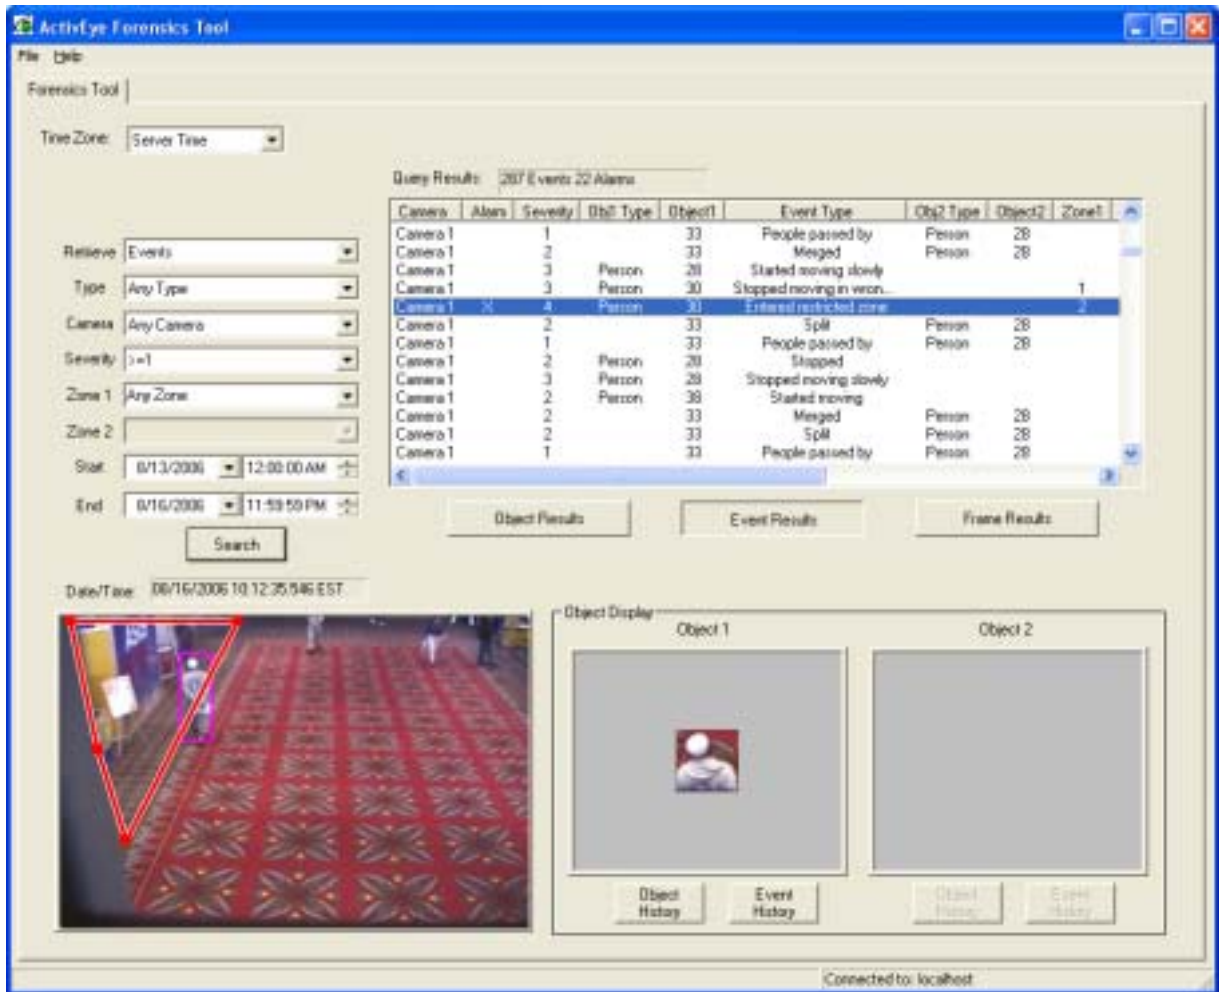 ActivEye Forensics Tool
File Help
Forensics Tool
Time Zone: Server Time
Query Results: 287 Events 22 Alarms
Camera Alarm Severity Obj1 Type Object1 Event Type Obj2 Type Object2 Zone1
Camera 1 1 33 People passed by Person 28
Camera 1 2 33 Merged Person 28
Camera 1 3 Person 28 Started moving slowly
Camera 1 3 Person 30 Stopped moving in wron... 1
Camera 1 X 4 Person 30 Entered restricted zone 2
Camera 1 2 33 Split Person 28
Camera 1 1 33 People passed by Person 28
Camera 1 2 Person 28 Stopped
Camera 1 3 Person 28 Stopped moving slowly
Camera 1 2 Person 38 Started moving
Camera 1 2 33 Merged Person 28
Camera 1 2 33 Split Person 28
Camera 1 1 33 People passed by Person 28
Retrieve Events
Type Any Type
Camera Any Camera
Severity >=1
Zone 1 Any Zone
Zone 2
Start 8/13/2006 12:00:00 AM
End 8/16/2006 11:59:59 PM
Search
Object Results Event Results Frame Results
Date/Time: 08/16/2006 10:12:35.546 EST
Object Display
Object 1 Object 2
Object History Event History Object History Event History
Connected to: localhost